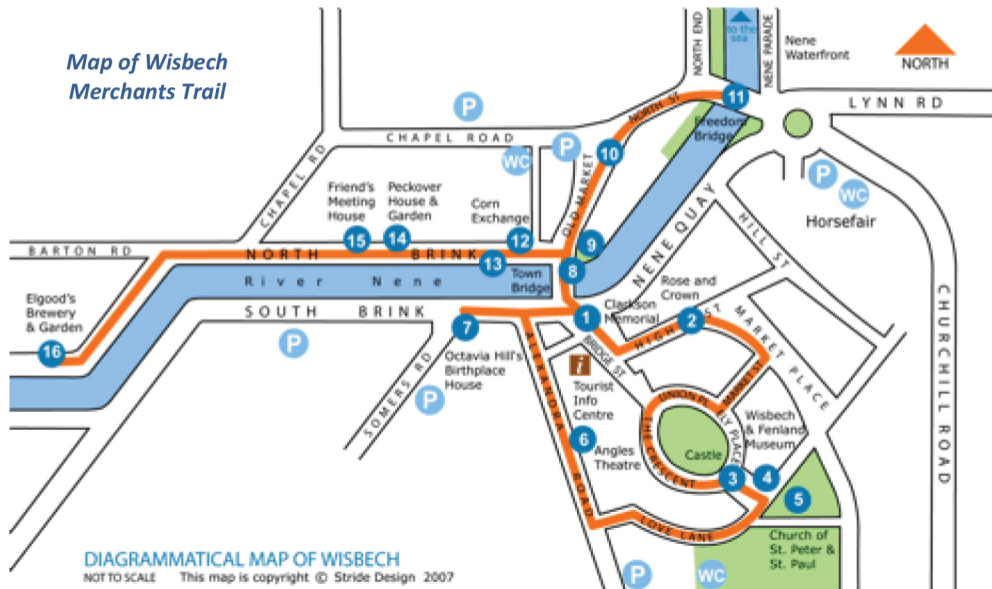 Map of Wisbech
Merchants Trail
NORTH
to the
sea
NORTH END
NENE PARADE
Nene
Waterfront
LYNN RD
11
NORTH ST
Freedom
Bridge
P
CHAPEL ROAD
P
WC
10
OLD MARKET
CHAPEL RD
P
WC
Horsefair
Friend's
Meeting
House
Peckover
House &
Garden
Corn
Exchange
15
14
12
9
NENE QUAY
HILL ST
BARTON RD
NORTH BRINK
13
8
Town
Bridge
River Nene
Rose and
Crown
Elgood's
Brewery
& Garden
16
SOUTH BRINK
7
1
Clarkson
Memorial
2
HIGH ST
MARKET PLACE
CHURCHILL ROAD
P
Octavia Hill's
Birthplace
House
BRIDGE ST
i
Tourist
Info
Centre
MARKET ST
SOMERS RD
P
ALEXANDRA ROAD
UNION PL
ELY PLACE
Wisbech
& Fenland
Museum
6
Angles
Theatre
THE CRESCENT
Castle
3
4
5
LOVE LANE
Church of
St. Peter &
St. Paul
P
WC
DIAGRAMMATICAL MAP OF WISBECH
NOT TO SCALE This map is copyright © Stride Design 2007